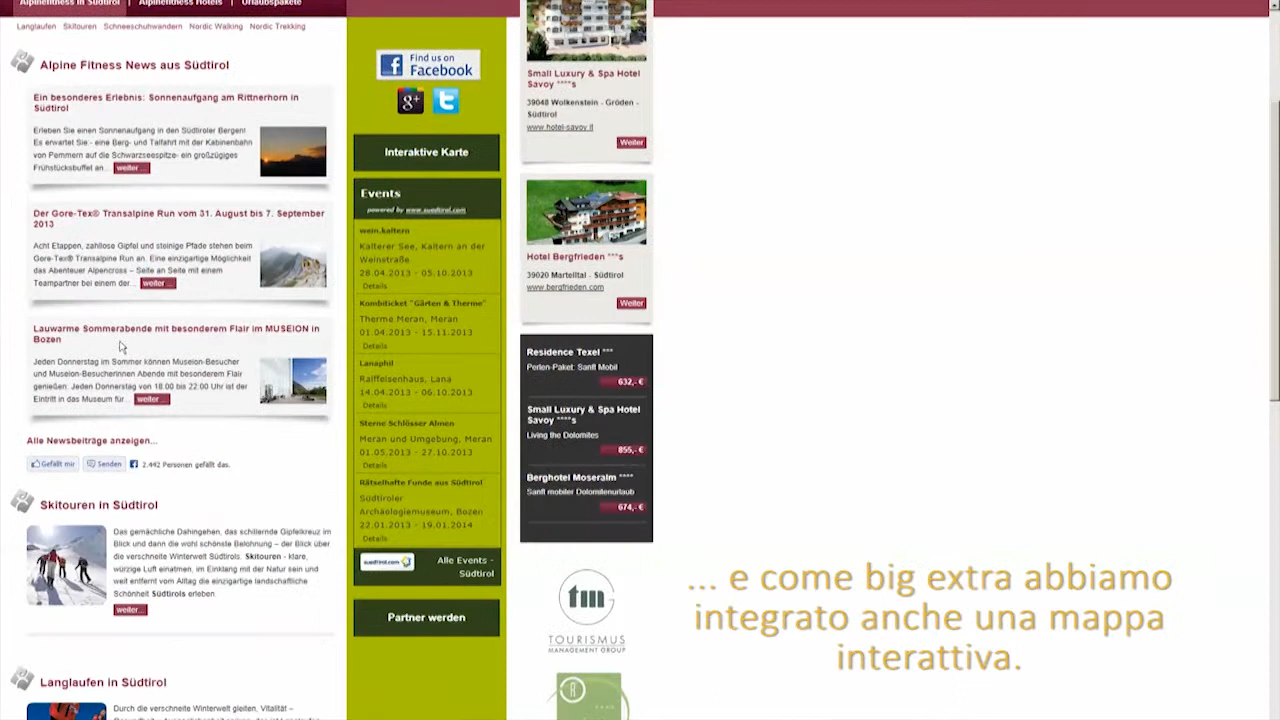 Alpinefitness in Südtirol | Alpinefitness Hotels | Urlaubspakete
Langlaufen Skitouren Schneeschuhwandern Nordic Walking Nordic Trekking
Alpine Fitness News aus Südtirol
Ein besonderes Erlebnis: Sonnenaufgang am Rittnerhorn in
Südtirol
Erleben Sie einen Sonnenaufgang in den Südtiroler Bergen!
Es erwartet Sie - eine Berg- und Talfahrt mit der Kabinenbahn
von Pemmern auf die Schwarzseespitze- ein großzügiges
Frühstücksbuffet an... weiter ...
Der Gore-Tex® Transalpine Run vom 31. August bis 7. September
2013
Acht Etappen, zahllose Gipfel und steinige Pfade stehen beim
Gore-Tex® Transalpine Run an. Eine einzigartige Möglichkeit
das Abenteuer Alpencross – Seite an Seite mit einem
Teampartner bei einem der... weiter ...
Lauwarme Sommerabende mit besonderem Flair im MUSEION in
Bozen
Jeden Donnerstag im Sommer können Museion-Besucher
und Museion-Besucherinnen Abende mit besonderem Flair
genießen: Jeden Donnerstag von 18.00 bis 22.00 Uhr ist der
Eintritt in das Museum für... weiter ...
Alle Newsbeiträge anzeigen...
Gefällt mir Senden 2.442 Personen gefällt das.
Skitouren in Südtirol
Das gemächliche Dahingehen, das schillernde Gipfelkreuz im
Blick und dann die wohl schönste Belohnung – der Blick über
die verschneite Winterwelt Südtirols. Skitouren - klare,
würzige Luft einatmen, im Einklang mit der Natur sein und
weit entfernt vom Alltag die einzigartige landschaftliche
Schönheit Südtirols erleben.
weiter...
Langlaufen in Südtirol
Durch die verschneite Winterwelt gleiten, Vitalität –
Find us on
Facebook
g+
Interaktive Karte
Events
powered by www.suedtirol.com
wein.kaltern
Kalterer See, Kaltern an der
Weinstraße
28.04.2013 - 05.10.2013
Details
Kombiticket "Gärten & Therme"
Therme Meran, Meran
01.04.2013 - 15.11.2013
Details
Lanaphil
Raiffeisenhaus, Lana
14.04.2013 - 06.10.2013
Details
Sterne Schlösser Almen
Meran und Umgebung, Meran
01.05.2013 - 27.10.2013
Details
Rätselhafte Funde aus Südtirol
Südtiroler
Archäologiemuseum, Bozen
22.01.2013 - 19.01.2014
Details
suedtirol.com
Alle Events -
Südtirol
Partner werden
Small Luxury & Spa Hotel
Savoy ****s
39048 Wolkenstein - Gröden -
Südtirol
www.hotel-savoy.it
Weiter
Hotel Bergfrieden ***s
39020 Martelltal - Südtirol
www.bergfrieden.com
Weiter
Residence Texel ***
Perlen-Paket: Sanft Mobil
632,- €
Small Luxury & Spa Hotel
Savoy ****s
Living the Dolomites
855,- €
Berghotel Moseralm ****
Sanft mobiler Dolomitenurlaub
674,- €
tm
TOURISMUS
MANAGEMENT GROUP
R
... e come big extra abbiamo
integrato anche una mappa
interattiva.